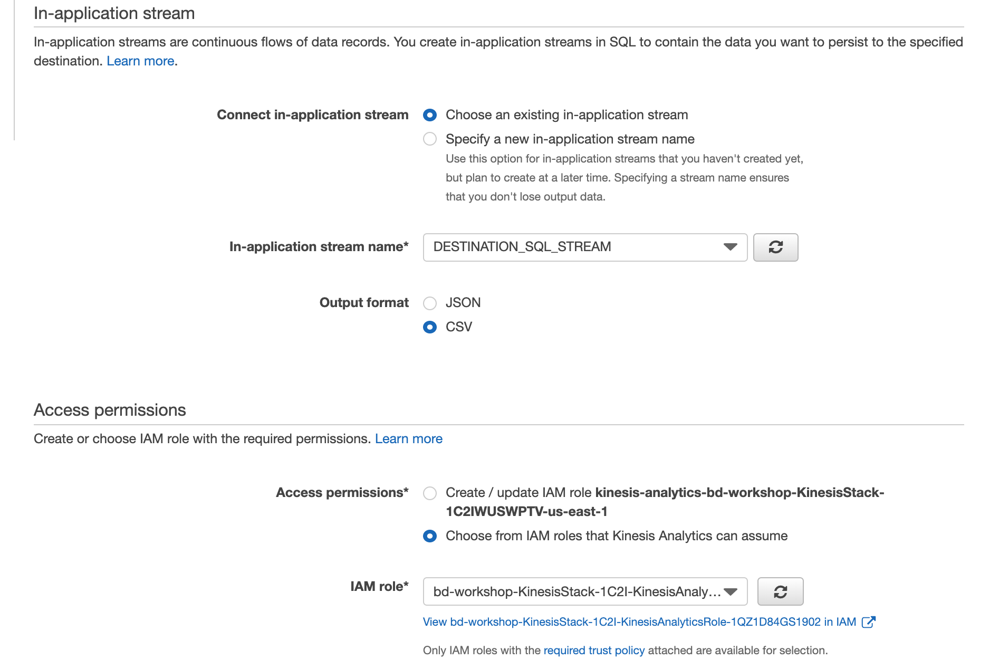 In-application stream
In-application streams are continuous flows of data records. You create in-application streams in SQL to contain the data you want to persist to the specified
destination. Learn more.
Connect in-application stream
Choose an existing in-application stream
Specify a new in-application stream name
Use this option for in-application streams that you haven't created yet,
but plan to create at a later time. Specifying a stream name ensures
that you don't lose output data.
In-application stream name*
DESTINATION_SQL_STREAM
Output format
JSON
CSV
Access permissions
Create or choose IAM role with the required permissions. Learn more
Access permissions*
Create / update IAM role kinesis-analytics-bd-workshop-KinesisStack-
1C2IWUSWPTV-us-east-1
Choose from IAM roles that Kinesis Analytics can assume
IAM role*
bd-workshop-KinesisStack-1C2I-KinesisAnaly...
View bd-workshop-KinesisStack-1C2I-KinesisAnalyticsRole-1QZ1D84GS1902 in IAM
Only IAM roles with the required trust policy attached are available for selection.